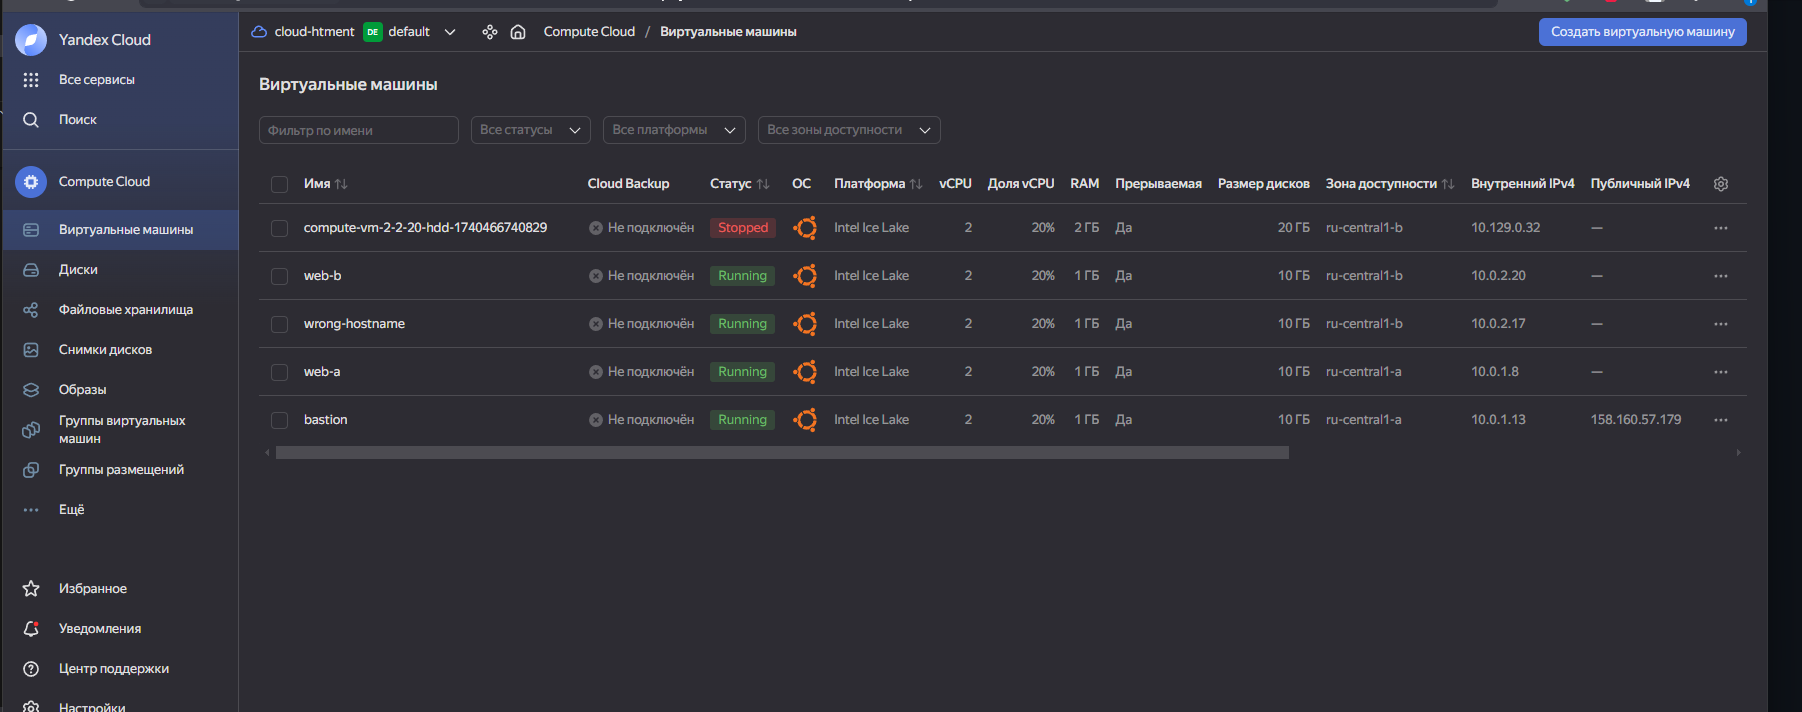 Yandex Cloud
Все сервисы
Поиск
Compute Cloud
Виртуальные машины
Диски
Файловые хранилища
Снимки дисков
Образы
Группы виртуальных
машин
Группы размещений
Ещё
Избранное
Уведомления
Центр поддержки
Настройки
cloud-htment DE default Compute Cloud / Виртуальные машины Создать виртуальную машину
Виртуальные машины
Фильтр по имени Все статусы Все платформы Все зоны доступности
Имя Cloud Backup Статус ОС Платформа vCPU Доля vCPU RAM Прерываемая Размер дисков Зона доступности Внутренний IPv4 Публичный IPv4
compute-vm-2-2-20-hdd-1740466740829 Не подключён Stopped Intel Ice Lake 2 20% 2 ГБ Да 20 ГБ ru-central1-b 10.129.0.32 —
web-b Не подключён Running Intel Ice Lake 2 20% 1 ГБ Да 10 ГБ ru-central1-b 10.0.2.20 —
wrong-hostname Не подключён Running Intel Ice Lake 2 20% 1 ГБ Да 10 ГБ ru-central1-b 10.0.2.17 —
web-a Не подключён Running Intel Ice Lake 2 20% 1 ГБ Да 10 ГБ ru-central1-a 10.0.1.8 —
bastion Не подключён Running Intel Ice Lake 2 20% 1 ГБ Да 10 ГБ ru-central1-a 10.0.1.13 158.160.57.179